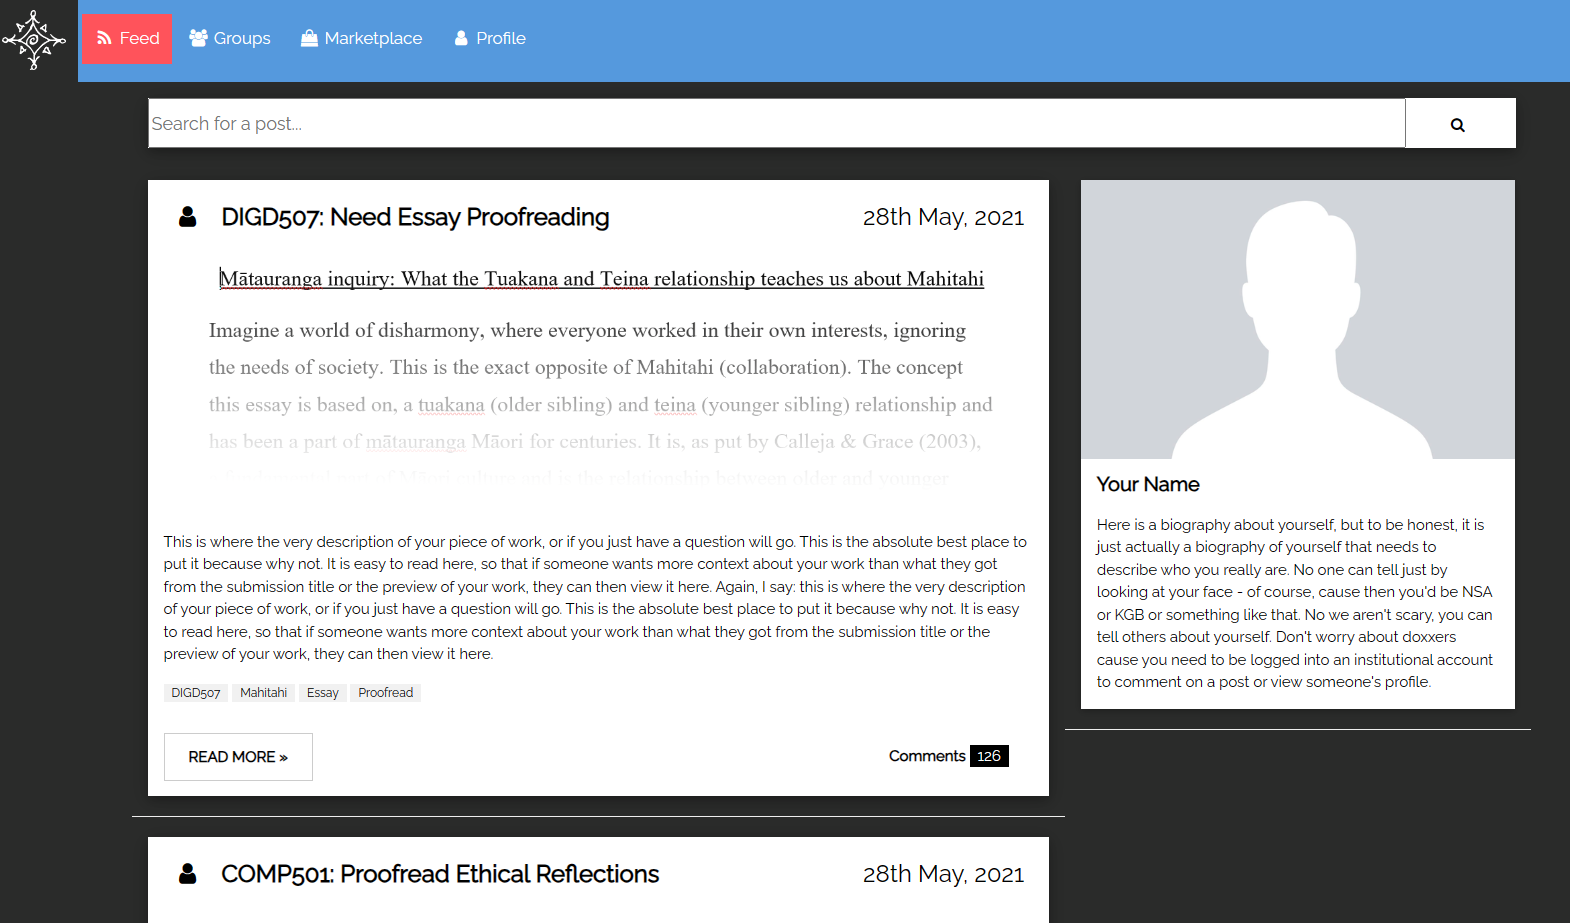 Feed Groups Marketplace Profile
Search for a post...
DIGD507: Need Essay Proofreading
28th May, 2021
Mātauranga inquiry: What the Tuakana and Teina relationship teaches us about Mahitahi
Imagine a world of disharmony, where everyone worked in their own interests, ignoring
the needs of society. This is the exact opposite of Mahitahi (collaboration). The concept
this essay is based on, a tuakana (older sibling) and teina (younger sibling) relationship and
has been a part of mātauranga Māori for centuries. It is, as put by Calleja & Grace (2003),
of Māori culture and is the relationship between older and younger
This is where the very description of your piece of work, or if you just have a question will go. This is the absolute best place to
put it because why not. It is easy to read here, so that if someone wants more context about your work than what they got
from the submission title or the preview of your work, they can then view it here. Again, I say: this is where the very description
of your piece of work, or if you just have a question will go. This is the absolute best place to put it because why not. It is easy
to read here, so that if someone wants more context about your work than what they got from the submission title or the
preview of your work, they can then view it here.
DIGD507 Mahitahi Essay Proofread
READ MORE »
Comments 126
Your Name
Here is a biography about yourself, but to be honest, it is
just actually a biography of yourself that needs to
describe who you really are. No one can tell just by
looking at your face - of course, cause then you'd be NSA
or KGB or something like that. No we aren't scary, you can
tell others about yourself. Don't worry about doxxers
cause you need to be logged into an institutional account
to comment on a post or view someone's profile.
COMP501: Proofread Ethical Reflections
28th May, 2021